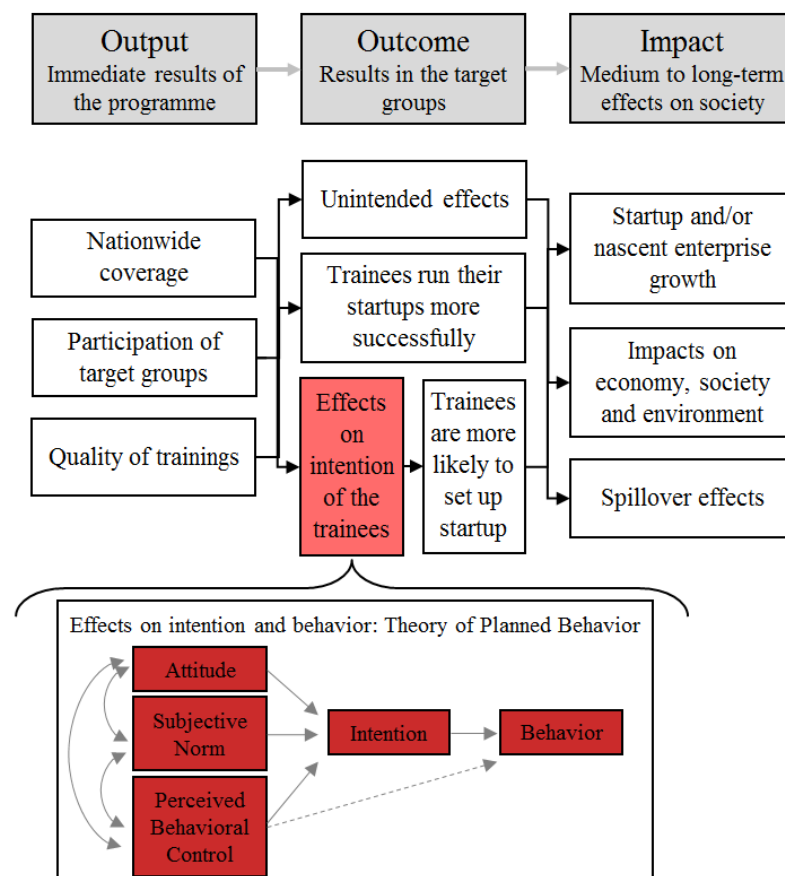 Output
Immediate results of
the programme
Outcome
Results in the target
groups
Impact
Medium to long-term
effects on society
Nationwide
coverage
Participation of
target groups
Quality of trainings
Unintended effects
Trainees run their
startups more
successfully
Effects
on
intention
of the
trainees
Trainees
are more
likely to
set up
startup
Startup and/or
nascent enterprise
growth
Impacts on
economy, society
and environment
Spillover effects
Effects on intention and behavior: Theory of Planned Behavior
Attitude
Subjective
Norm
Perceived
Behavioral
Control
Intention
Behavior